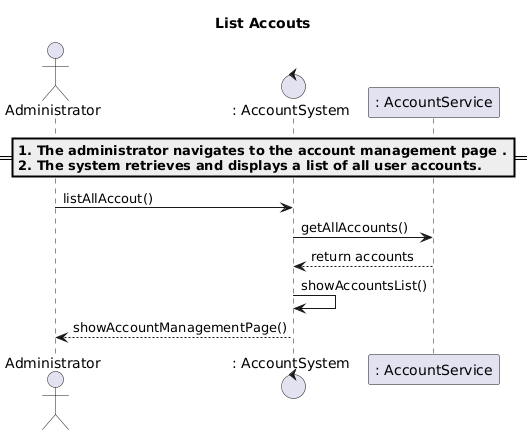 List Accouts
Administrator
: AccountSystem
: AccountService
1. The administrator navigates to the account management page .
2. The system retrieves and displays a list of all user accounts.
listAllAccout()
getAllAccounts()
return accounts
showAccountsList()
showAccountManagementPage()
Administrator
: AccountSystem
: AccountService